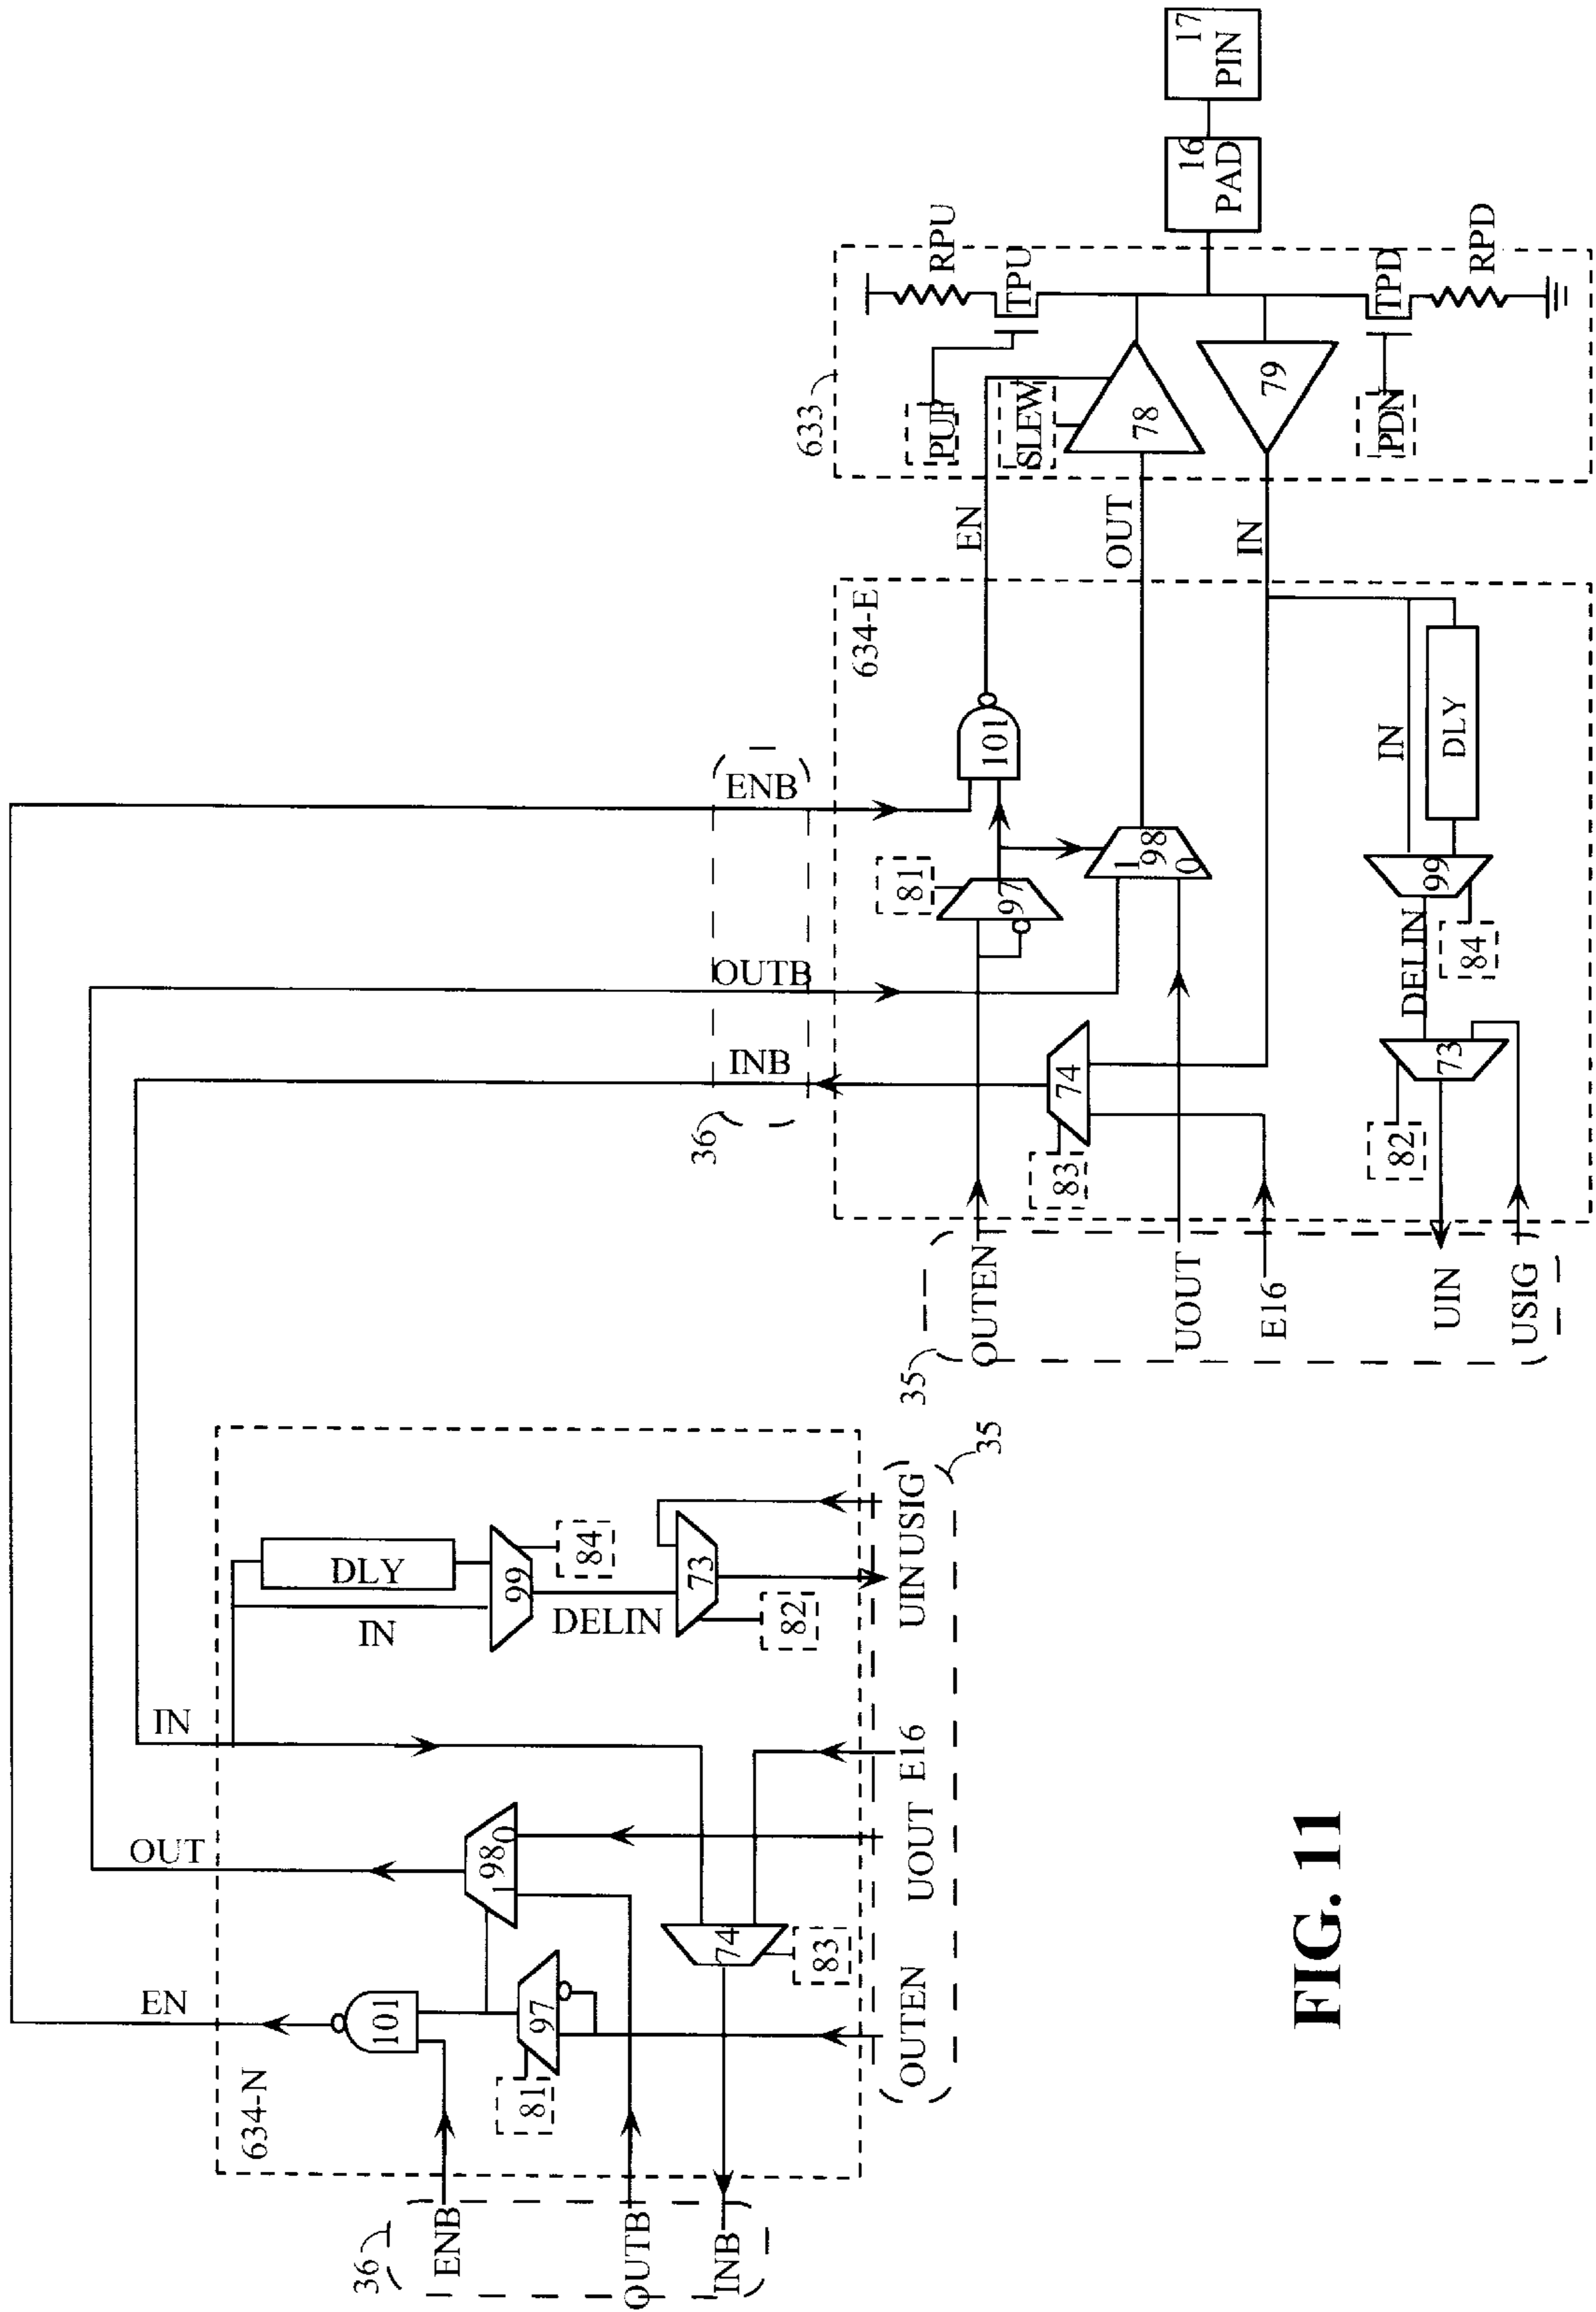 EN
OUT
IN
634-N
101
98
1
0
97
81
74
83
IN
DLY
99
84
DELIN
73
82
36
ENB
OUTB
INB
OUTEN
UOUT
E16
UIN
USIG
35
36
ENB
OUTB
INB
634-E
101
81
97
1
98
0
74
83
IN
DLY
99
84
DELIN
73
82
35
OUTEN
UOUT
E16
UIN
USIG
EN
OUT
IN
633
PUP
SLEW
78
79
PDN
RPU
TPU
TPD
RPD
16
PAD
17
PIN
FIG. 11